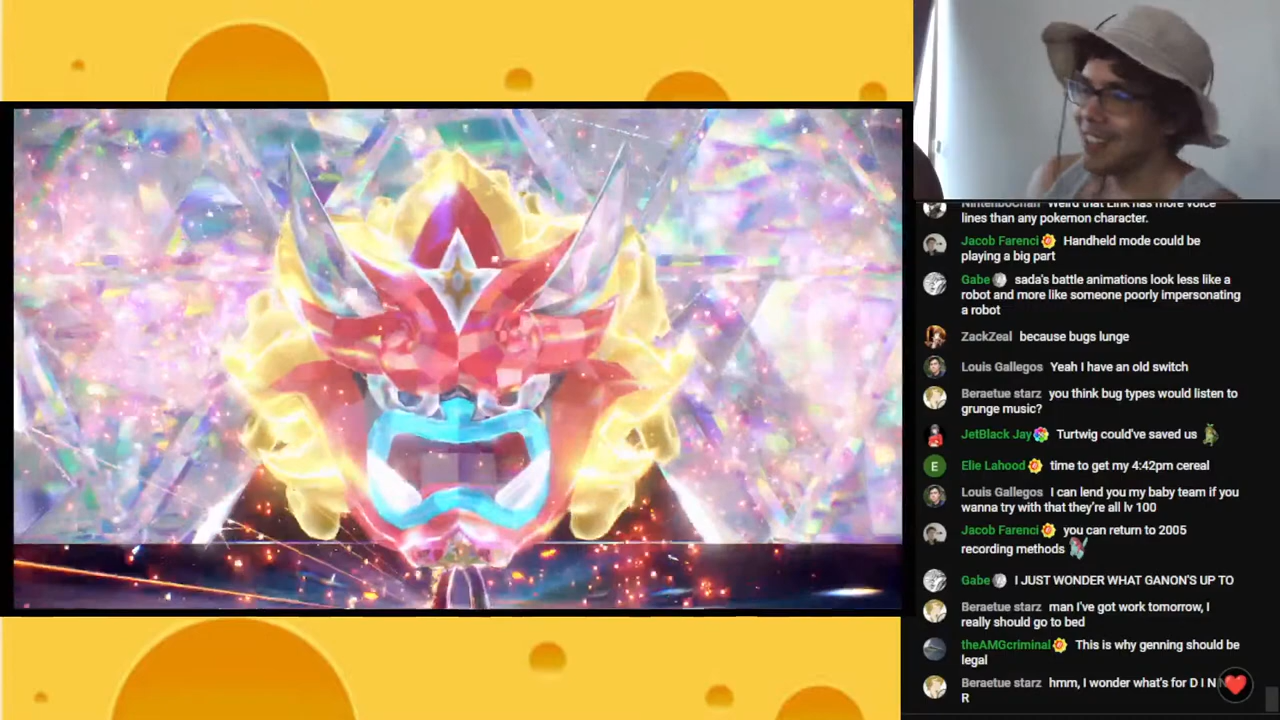 NintenboChan Weird that Link has more voice
lines than any pokemon character.
Jacob Farenci Handheld mode could be
playing a big part
Gabe sada's battle animations look less like a
robot and more like someone poorly impersonating
a robot
ZackZeal because bugs lunge
Louis Gallegos Yeah I have an old switch
Beraetue starz you think bug types would listen to
grunge music?
JetBlack Jay Turtwig could've saved us
E Elie Lahood time to get my 4:42pm cereal
Louis Gallegos I can lend you my baby team if you
wanna try with that they're all lv 100
Jacob Farenci you can return to 2005
recording methods
Gabe I JUST WONDER WHAT GANON'S UP TO
Beraetue starz man I've got work tomorrow, I
really should go to bed
theAMGcriminal This is why genning should be
legal
Beraetue starz hmm, I wonder what's for D I N
R